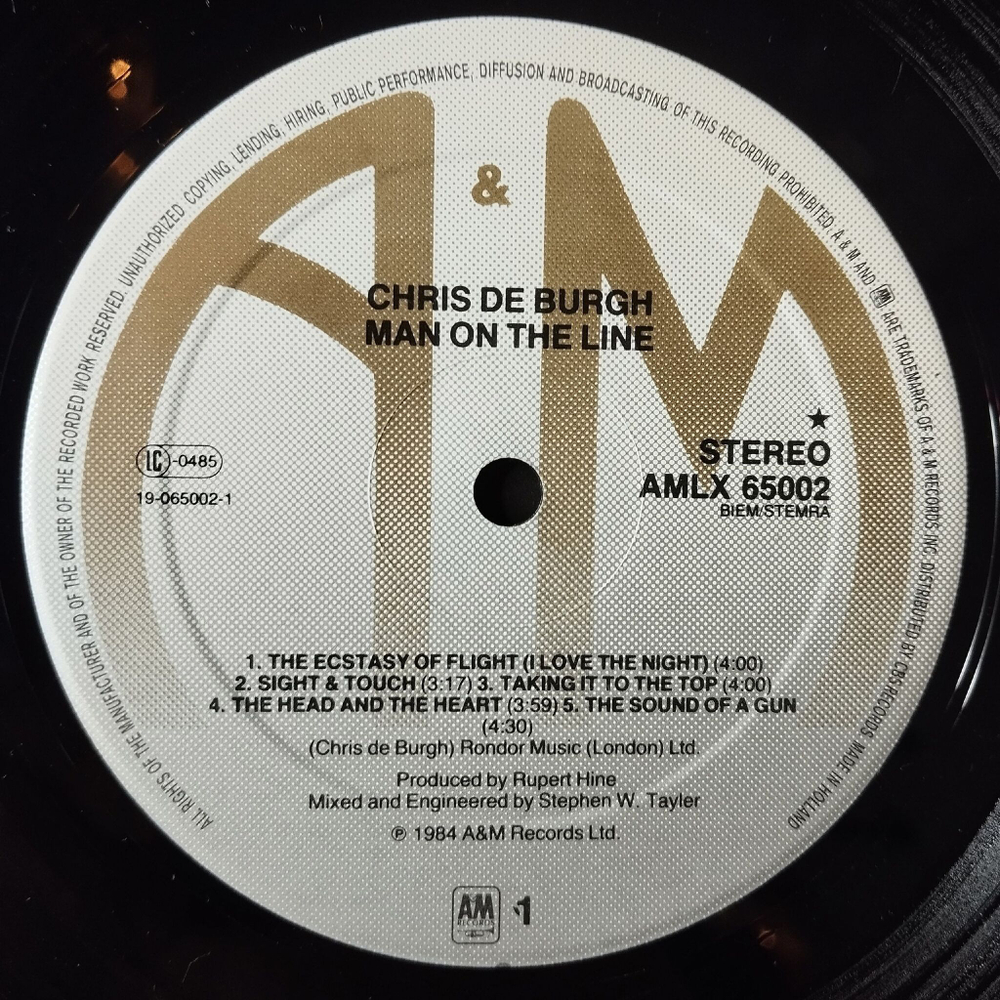 ALL RIGHTS OF THE MANUFACTURER AND OF THE OWNER OF THE RECORDED WORK RESERVED. UNAUTHORIZED COPYING, LENDING, HIRING, PUBLIC PERFORMANCE, DIFFUSION AND BROADCASTING OF THIS RECORDING PROHIBITED. A & M AND AM ARE TRADEMARKS OF A & M RECORDS INC. DISTRIBUTED BY CBS RECORDS MADE IN HOLLAND
A & M
CHRIS DE BURGH
MAN ON THE LINE
LC-0485
19-065002-1
★
STEREO
AMLX 65002
BIEM/STEMRA
1. THE ECSTASY OF FLIGHT (I LOVE THE NIGHT) (4:00)
2. SIGHT & TOUCH (3:17) 3. TAKING IT TO THE TOP (4:00)
4. THE HEAD AND THE HEART (3:59) 5. THE SOUND OF A GUN
(4:30)
(Chris de Burgh) Rondor Music (London) Ltd.
Produced by Rupert Hine
Mixed and Engineered by Stephen W. Tayler
℗ 1984 A&M Records Ltd.
AM
RECORDS
1